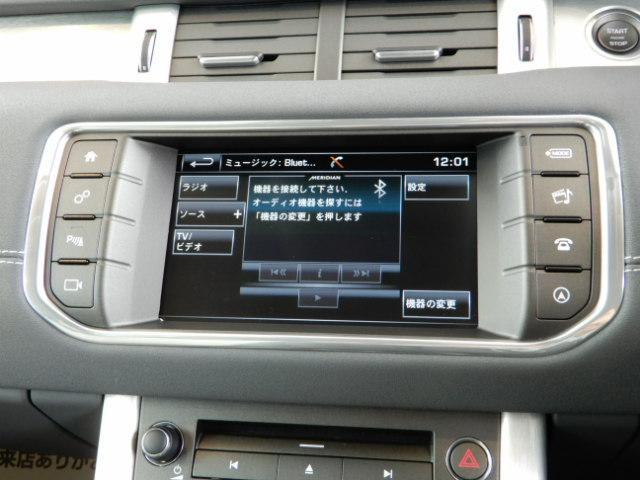 START
STOP
MODE
ミュージック: Bluet...
12:01
MERIDIAN
ラジオ
機器を接続して下さい.
設定
ソース +
オーディオ機器を探すには
TV/
「機器の変更」を押します
ビデオ
i
機器の変更